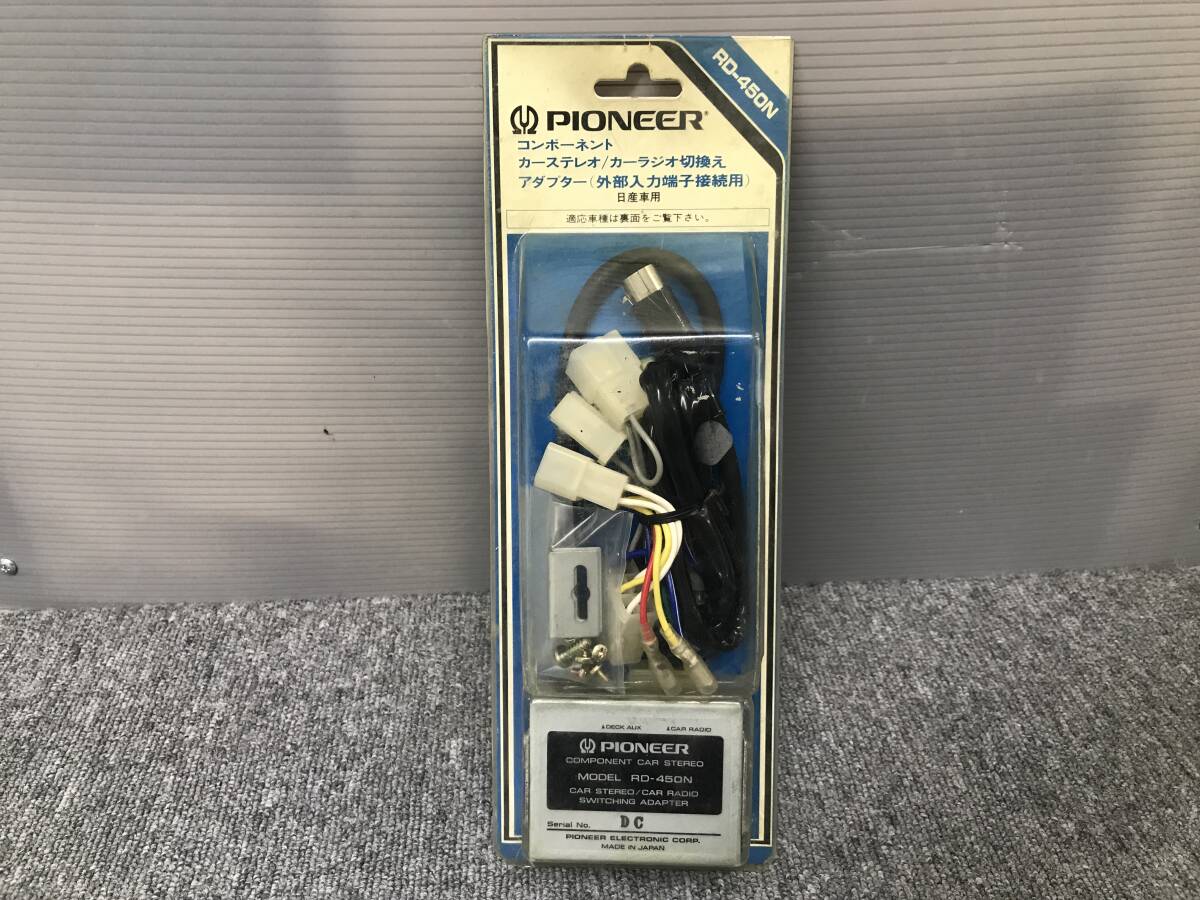 RD-450N
PIONEER®
コンポーネント
カーステレオ/カーラジオ切換え
アダプター(外部入力端子接続用)
日産車用
適応車種は裏面をご覧下さい。
▲DECK AUX ▲CAR RADIO
PIONEER
COMPONENT CAR STEREO
MODEL RD-450N
CAR STEREO/CAR RADIO
SWITCHING ADAPTER
Serial No. DC
PIONEER ELECTRONIC CORP.
MADE IN JAPAN